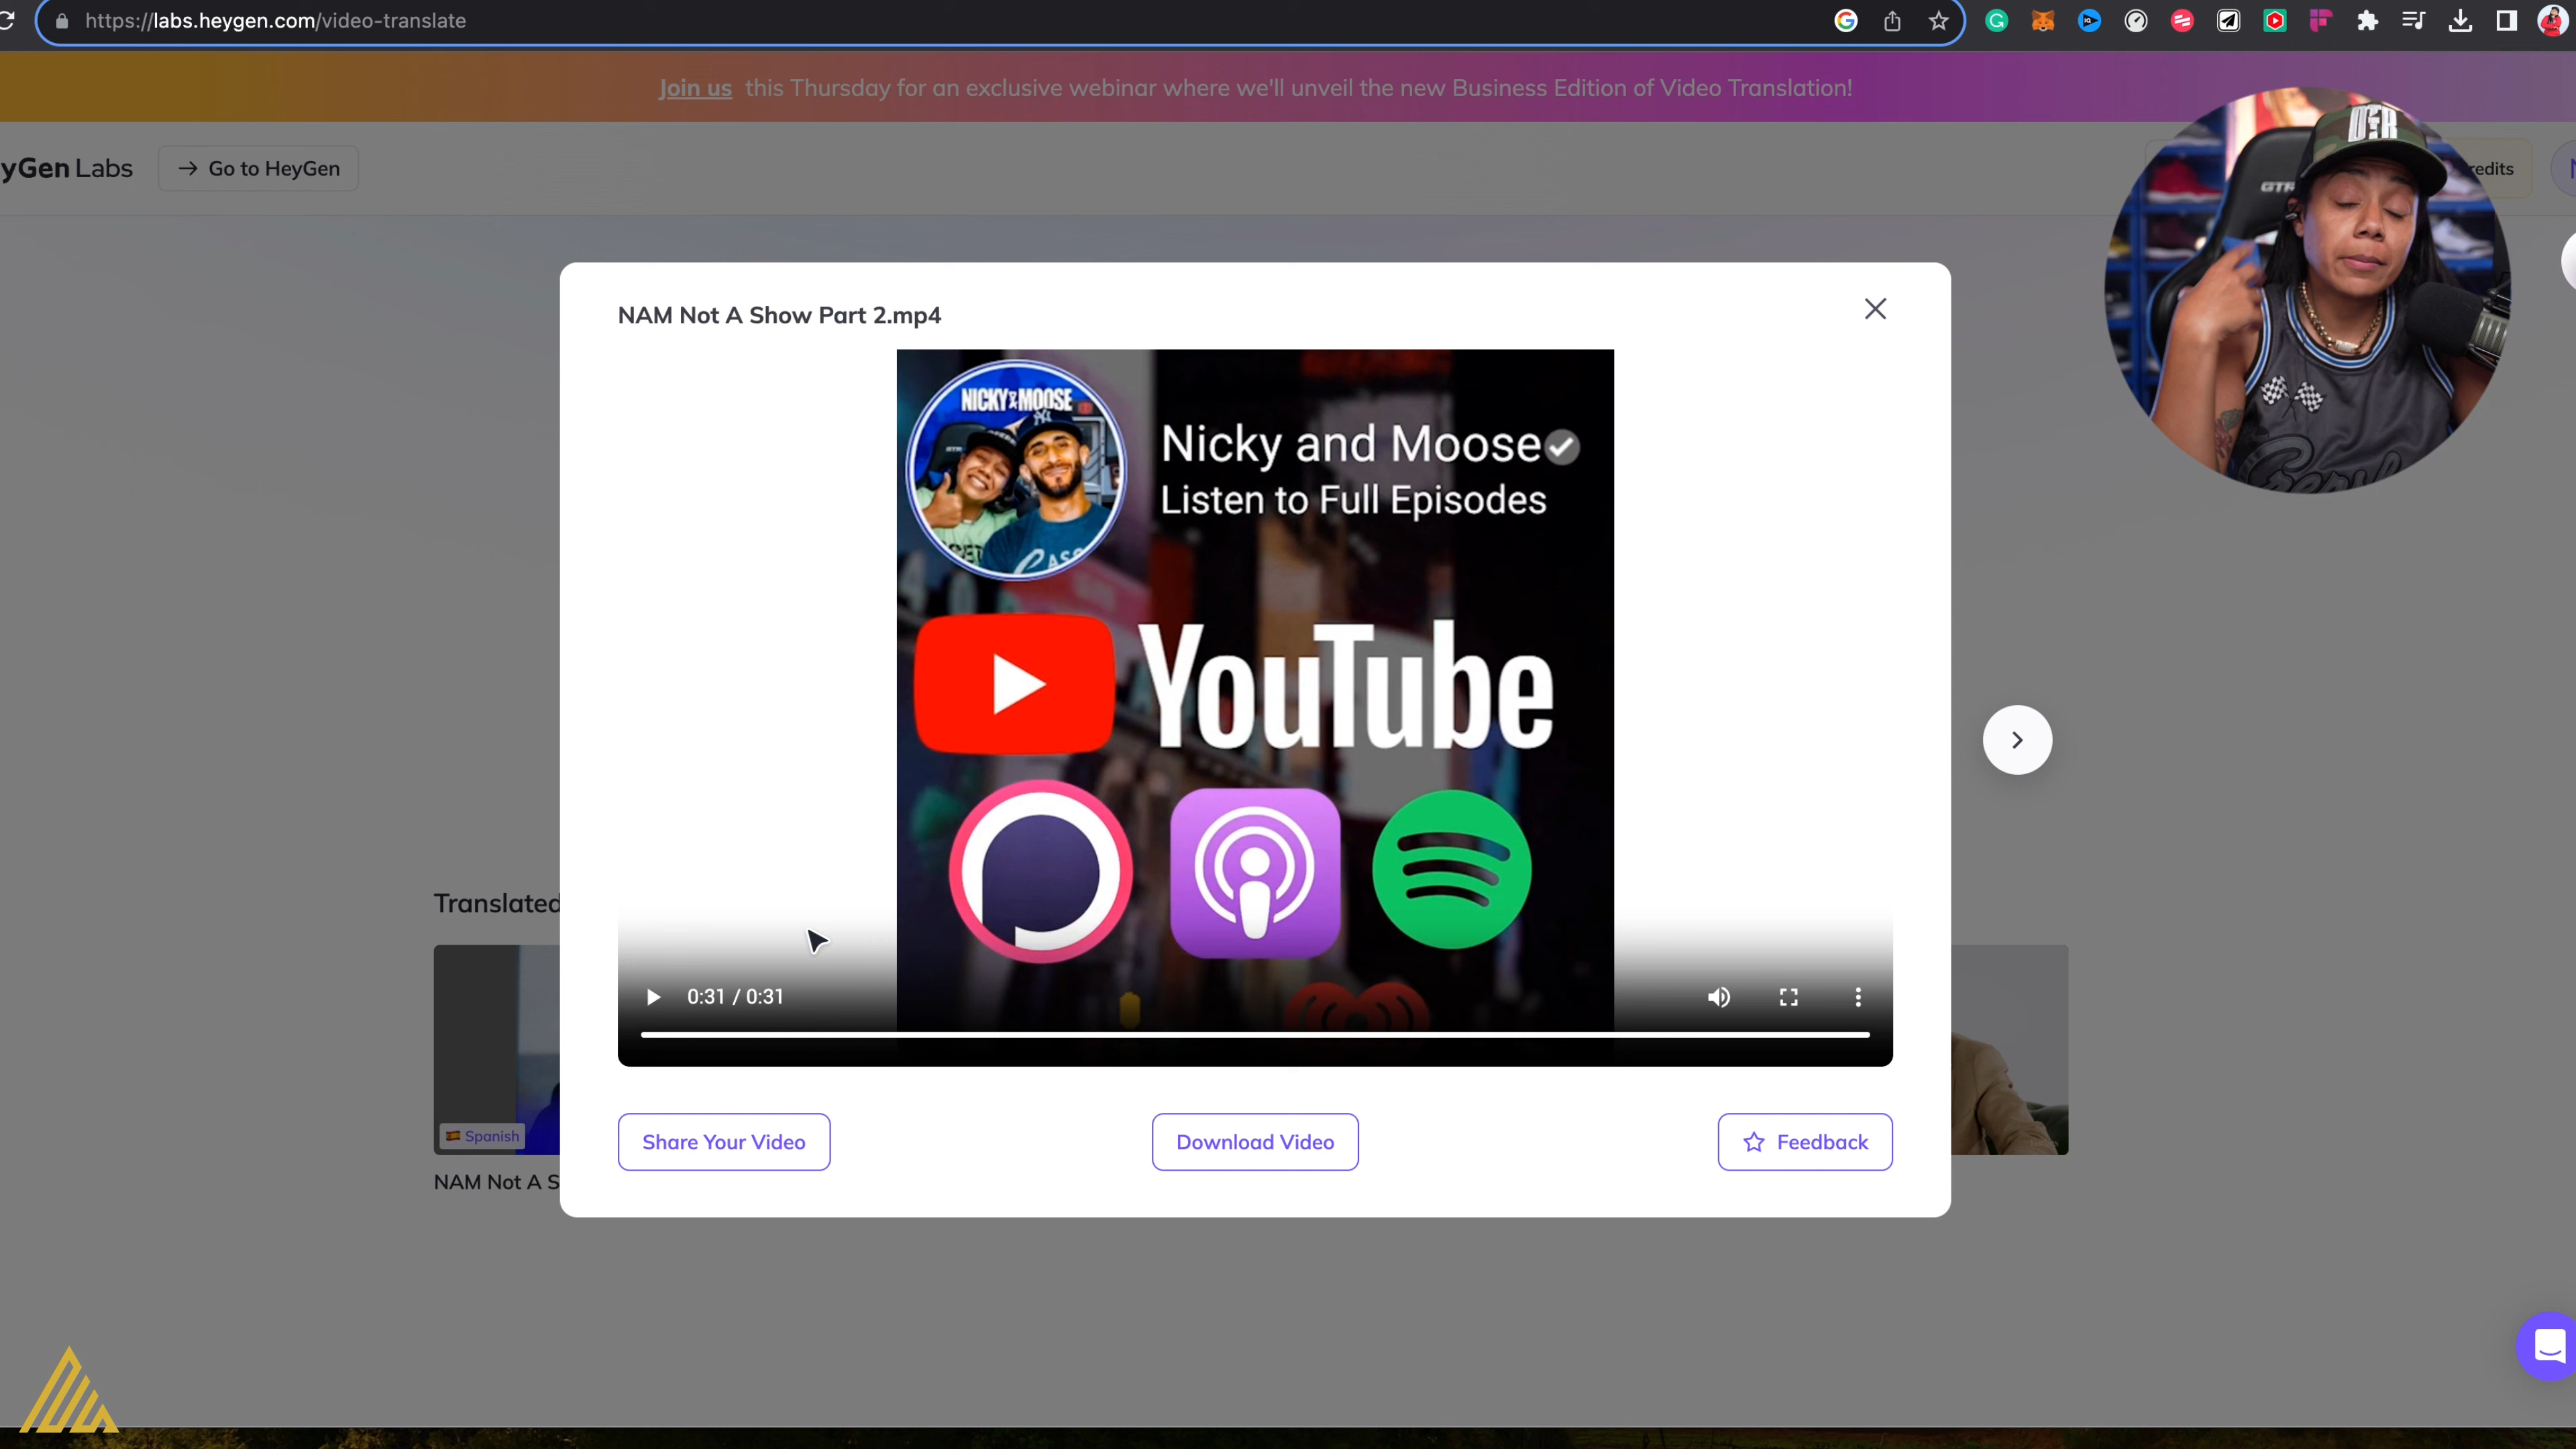 https://labs.heygen.com/video-translate
Join us this Thursday for an exclusive webinar where we'll unveil the new Business Edition of Video Translation!
yGen Labs
→ Go to HeyGen
redits
GTR
NAM Not A Show Part 2.mp4
NICKY & MOOSE
Nicky and Moose
Listen to Full Episodes
YouTube
Translated
0:31 / 0:31
Spanish
NAM Not A S
Share Your Video
Download Video
Feedback